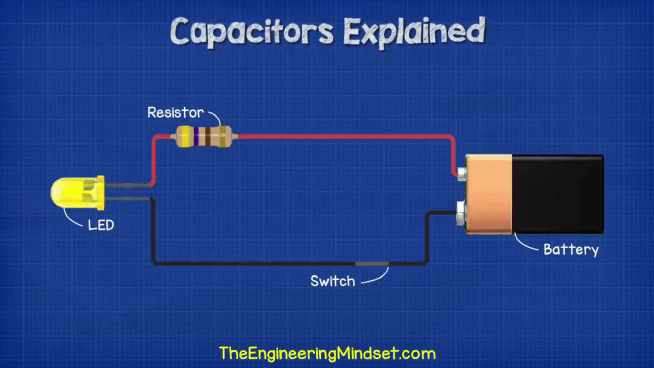 Capacitors Explained
Resistor
LED
Battery
Switch
TheEngineeringMindset.com